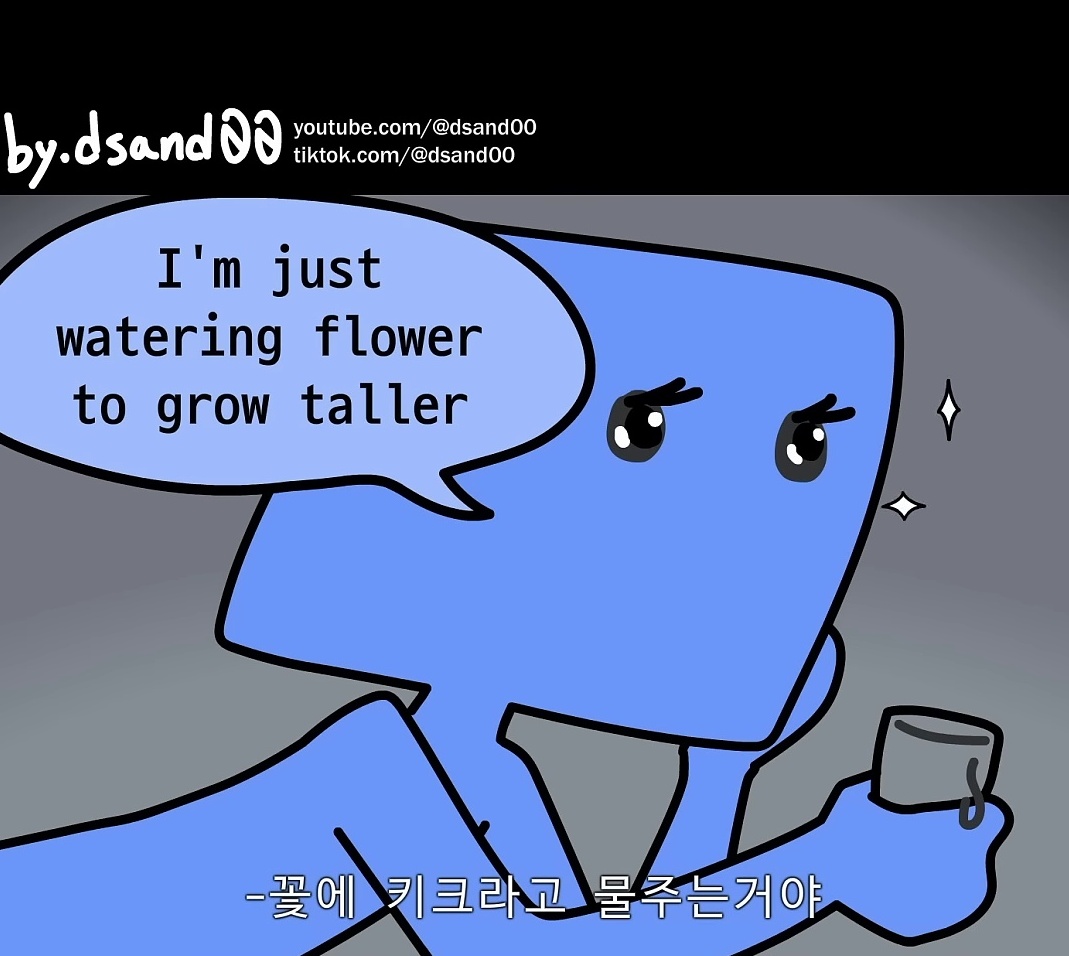 by.dsand00
youtube.com/@dsand00
tiktok.com/@dsand00
I'm just
watering flower
to grow taller
-꽃에 키크라고 물주는거야